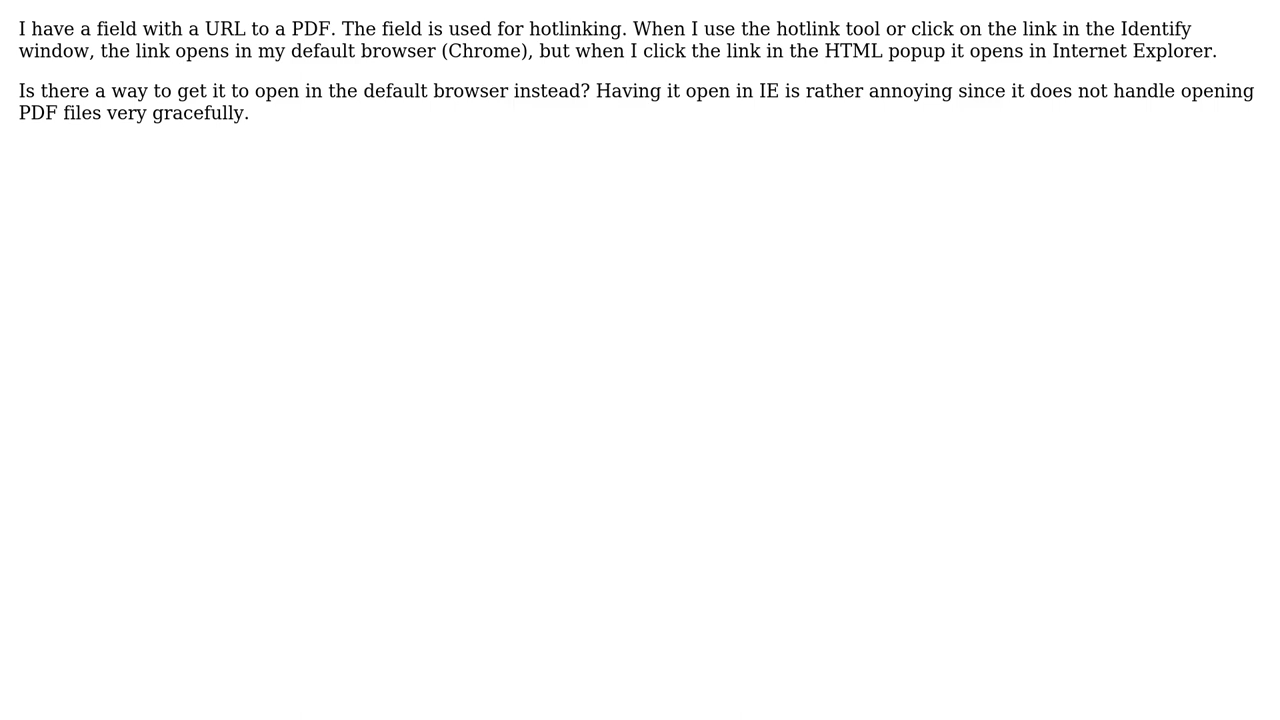 I have a field with a URL to a PDF. The field is used for hotlinking. When I use the hotlink tool or click on the link in the Identify
window, the link opens in my default browser (Chrome), but when I click the link in the HTML popup it opens in Internet Explorer.
Is there a way to get it to open in the default browser instead? Having it open in IE is rather annoying since it does not handle opening
PDF files very gracefully.